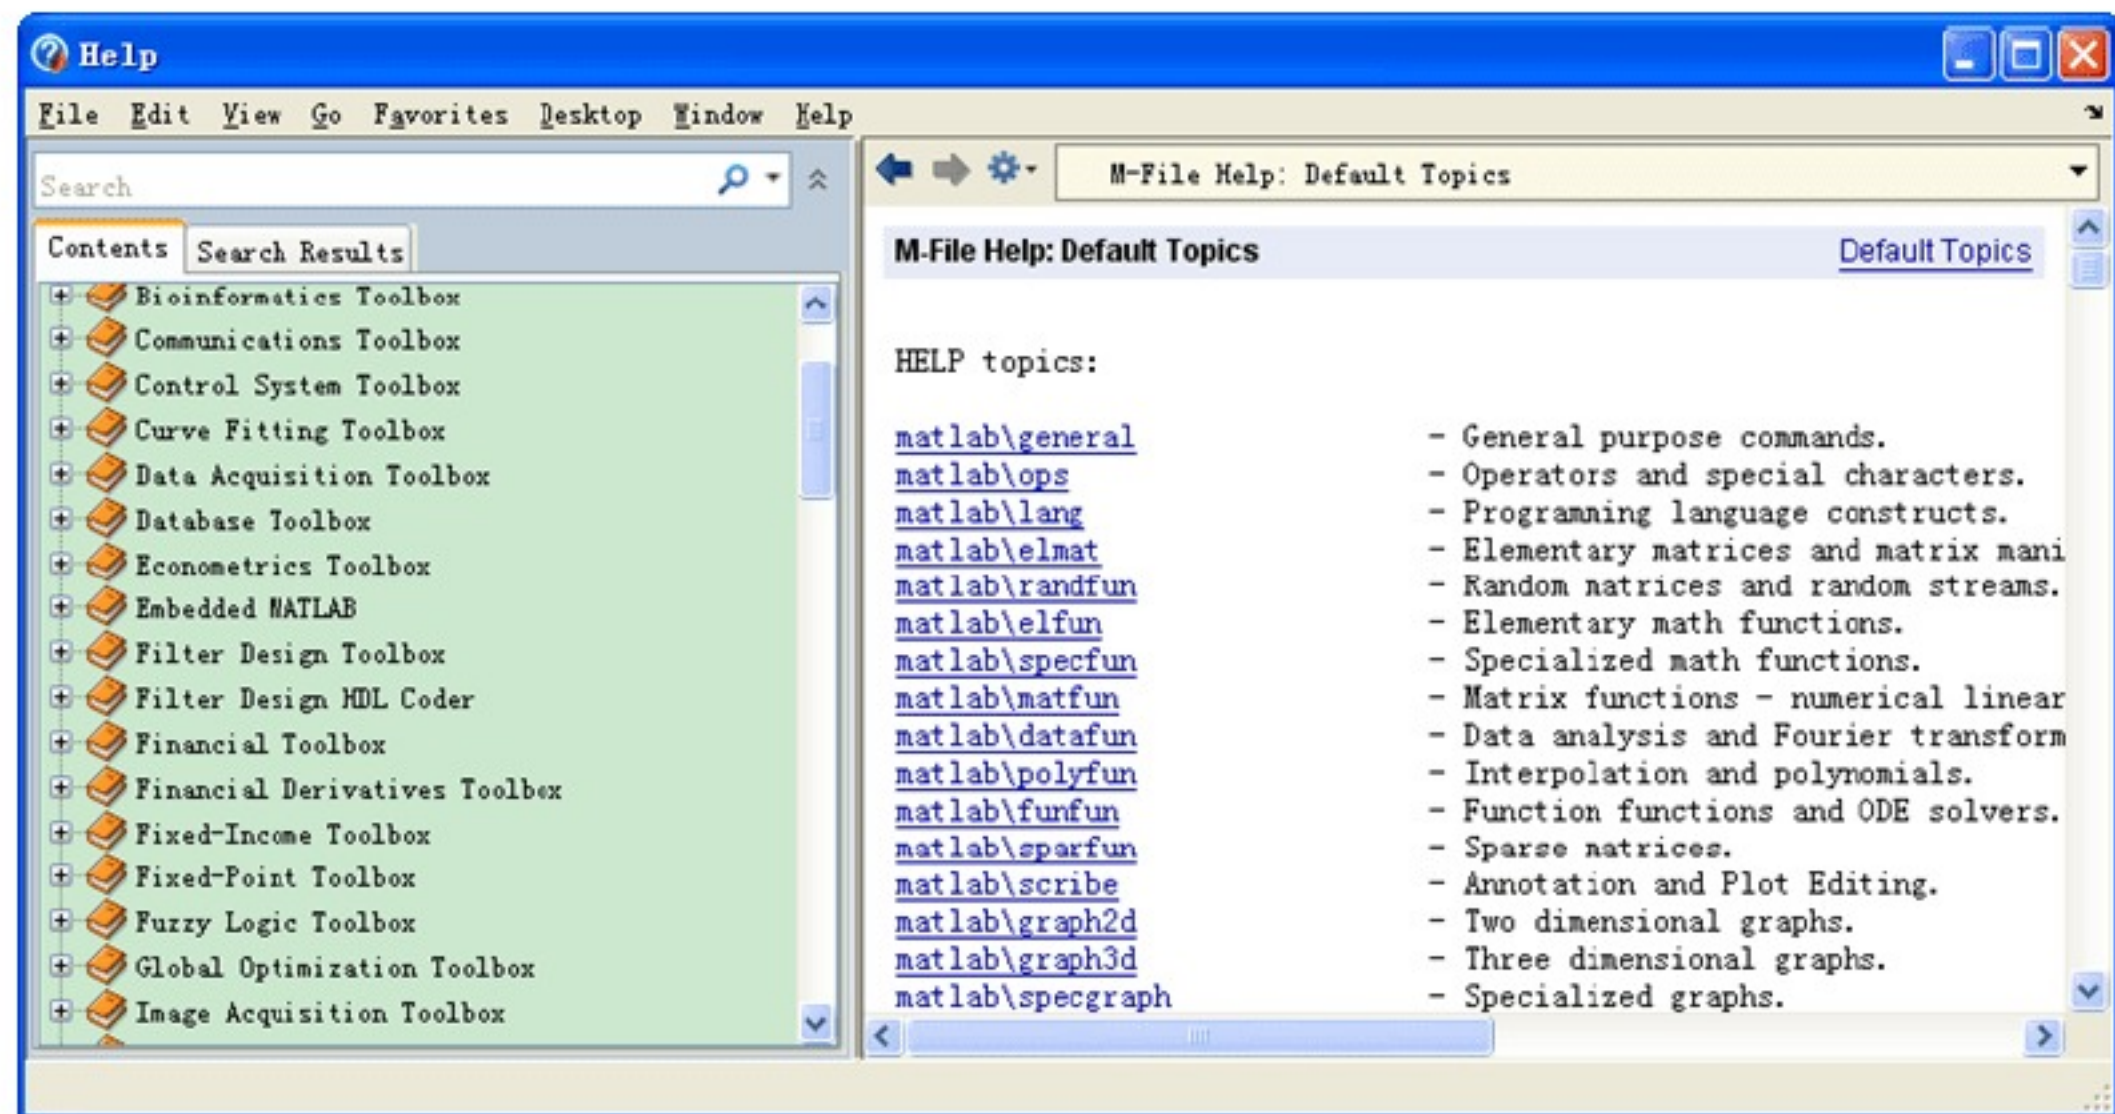 Help
File Edit View Go Favorites Desktop Window Help
Search
M-File Help: Default Topics
Contents Search Results
Bioinformatics Toolbox
Communications Toolbox
Control System Toolbox
Curve Fitting Toolbox
Data Acquisition Toolbox
Database Toolbox
Econometrics Toolbox
Embedded MATLAB
Filter Design Toolbox
Filter Design HDL Coder
Financial Toolbox
Financial Derivatives Toolbox
Fixed-Income Toolbox
Fixed-Point Toolbox
Fuzzy Logic Toolbox
Global Optimization Toolbox
Image Acquisition Toolbox
M-File Help: Default Topics Default Topics
HELP topics:
matlab\general - General purpose commands.
matlab\ops - Operators and special characters.
matlab\lang - Programming language constructs.
matlab\elmat - Elementary matrices and matrix mani
matlab\randfun - Random matrices and random streams.
matlab\elfun - Elementary math functions.
matlab\specfun - Specialized math functions.
matlab\matfun - Matrix functions - numerical linear
matlab\datafun - Data analysis and Fourier transform
matlab\polyfun - Interpolation and polynomials.
matlab\funfun - Function functions and ODE solvers.
matlab\sparfun - Sparse matrices.
matlab\scribe - Annotation and Plot Editing.
matlab\graph2d - Two dimensional graphs.
matlab\graph3d - Three dimensional graphs.
matlab\specgraph - Specialized graphs.